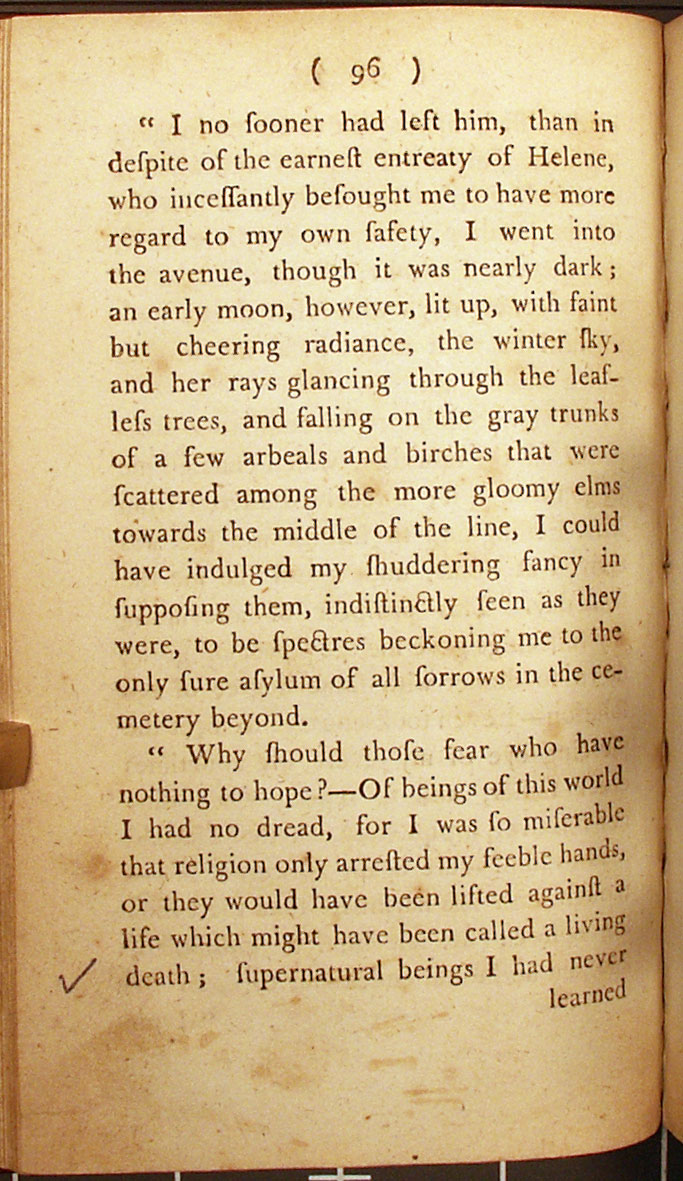 ( 96 )
“ I no ſooner had left him, than in
deſpite of the earneſt entreaty of Helene,
who inceſſantly beſought me to have more
regard to my own ſafety, I went into
the avenue, though it was nearly dark ;
an early moon, however, lit up, with faint
but cheering radiance, the winter ſky,
and her rays glancing through the leaf-
leſs trees, and falling on the gray trunks
of a few arbeals and birches that were
ſcattered among the more gloomy elms
towards the middle of the line, I could
have indulged my ſhuddering fancy in
ſuppoſing them, indiſtinctly ſeen as they
were, to be ſpectres beckoning me to the
only ſure aſylum of all ſorrows in the ce-
metery beyond.
“ Why ſhould thoſe fear who have
nothing to hope ?—Of beings of this world
I had no dread, for I was ſo miſerable
that religion only arreſted my feeble hands,
or they would have been lifted againſt a
life which might have been called a living
death ; ſupernatural beings I had never
learned